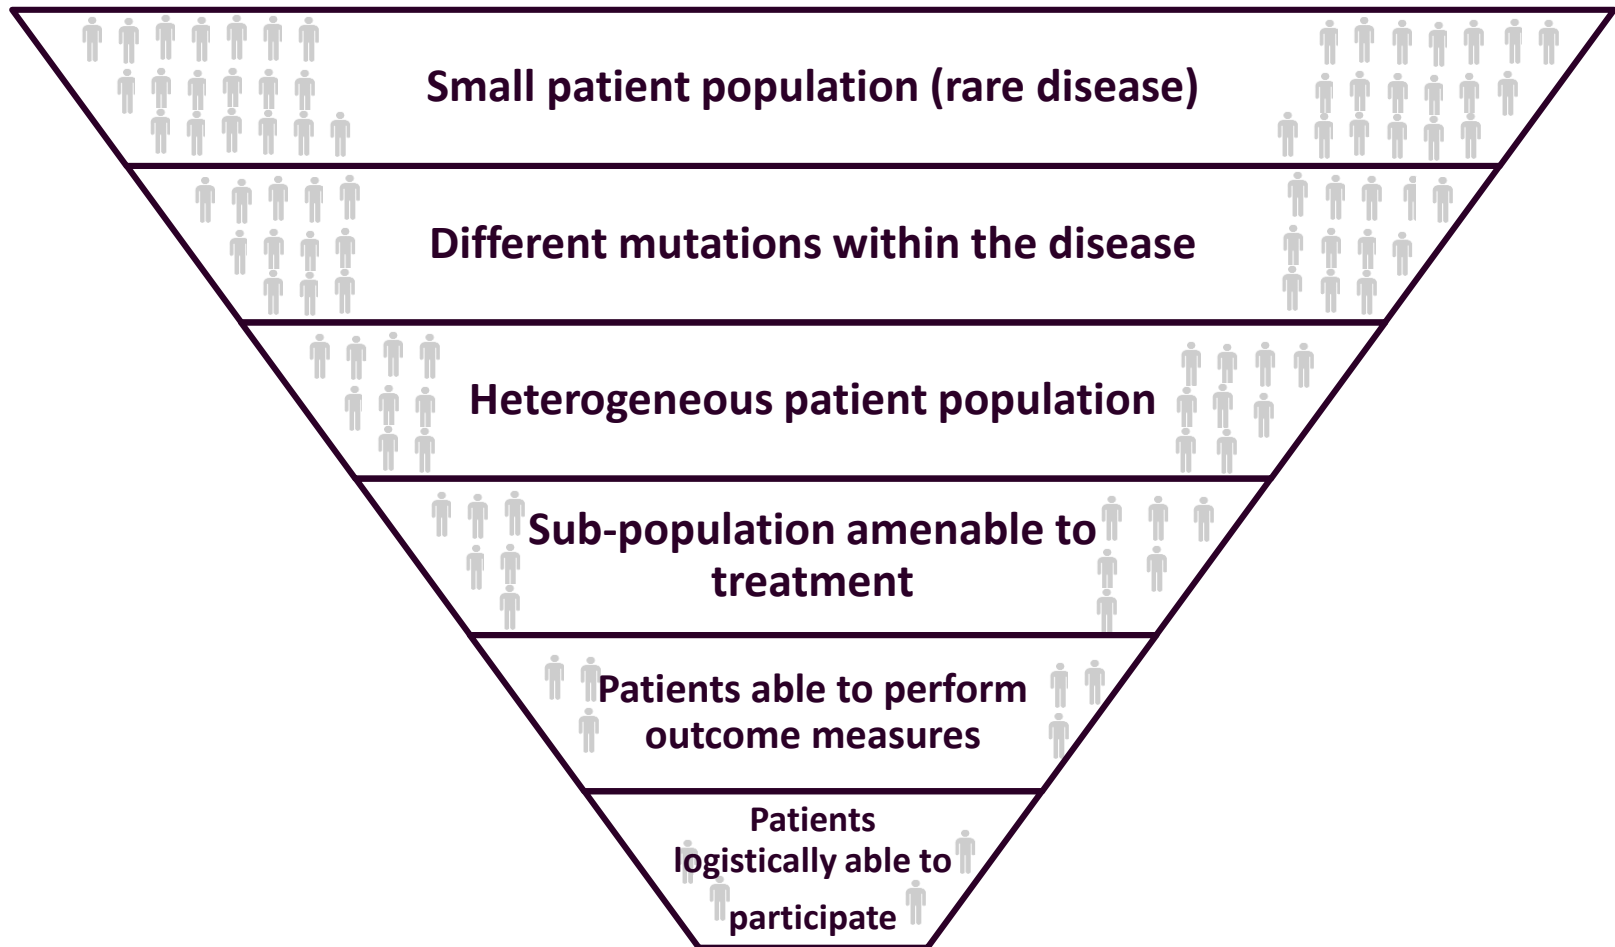 Small patient population (rare disease)
Different mutations within the disease
Heterogeneous patient population
Sub-population amenable to
treatment
Patients able to perform
outcome measures
Patients
logistically able to
participate